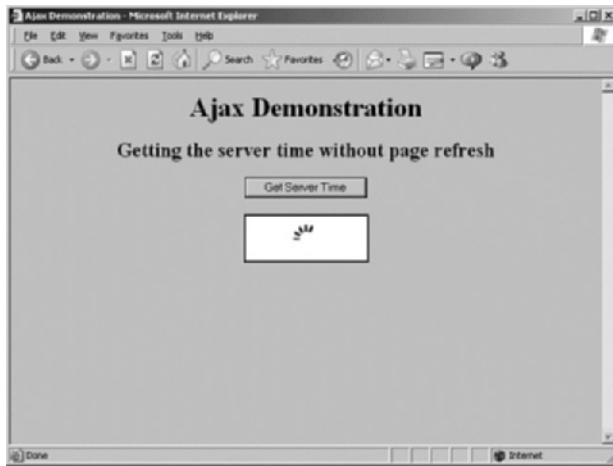 Ajax Demonstration - Microsoft Internet Explorer
File Edit View Favorites Tools Help
Back Search Favorites
Ajax Demonstration
Getting the server time without page refresh
Get Server Time
Done Internet